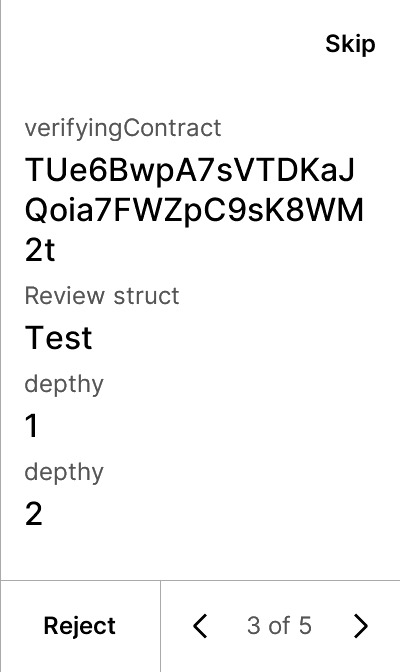 Skip
verifyingContract
TUe6BwpA7sVTDKaJ
Qoia7FWZpC9sK8WM
2t
Review struct
Test
depthy
1
depthy
2
Reject
3 of 5